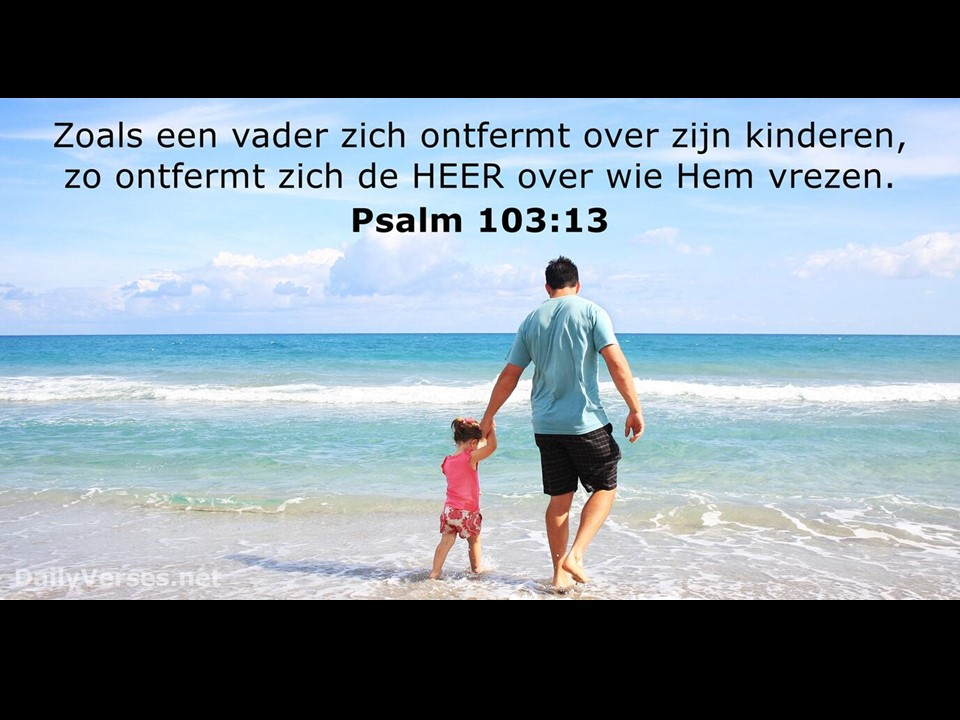 Zoals een vader zich ontfermt over zijn kinderen,
zo ontfermt zich de HEER over wie Hem vrezen.
Psalm 103:13
DailyVerses.net